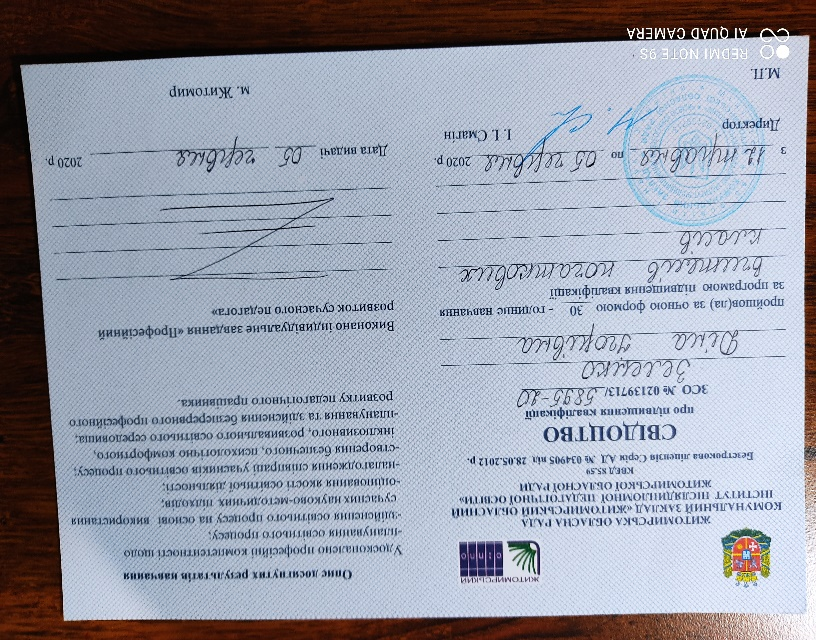 ЖИТОМИРСЬКИЙ
ОІППО
ЖИТОМИРСЬКА ОБЛАСНА РАДА
КОМУНАЛЬНИЙ ЗАКЛАД «ЖИТОМИРСЬКИЙ ОБЛАСНИЙ
ІНСТИТУТ ПІСЛЯДИПЛОМНОЇ ПЕДАГОГІЧНОЇ ОСВІТИ»
ЖИТОМИРСЬКОЇ ОБЛАСНОЇ РАДИ
КВЕД 85.59
Безстрокова ліцензія Серія АД № 034905 від 28.05.2012 р.
СВІДОЦТВО
про підвищення кваліфікації
ЗСО № 02139713/ 5895-20
Зелецко
Діна Ігорівна
пройшов(ла) за очною формою 30 - годинне навчання
за програмою підвищення кваліфікації
вчителів початкових
класів
з 12 травня по 05 червня 2020 р.
Директор І. І. Смагін
М.П.
Опис досягнутих результатів навчання
Удосконалено професійні компетентності щодо
-планування освітнього процесу;
-здійснення освітнього процесу на основі використання
сучасних науково-методичних підходів;
-оцінювання якості освітньої діяльності;
-налагодження співпраці учасників освітнього процесу;
-створення безпечного, психологічно комфортного,
інклюзивного, розвивального освітнього середовища;
-планування та здійснення безперервного професійного
розвитку педагогічного працівника.
Виконано індивідуальне завдання «Професійний
розвиток сучасного педагога»
Дата видачі 05 червня 2020 р.
м. Житомир
REDMI NOTE 9S
AI QUAD CAMERA